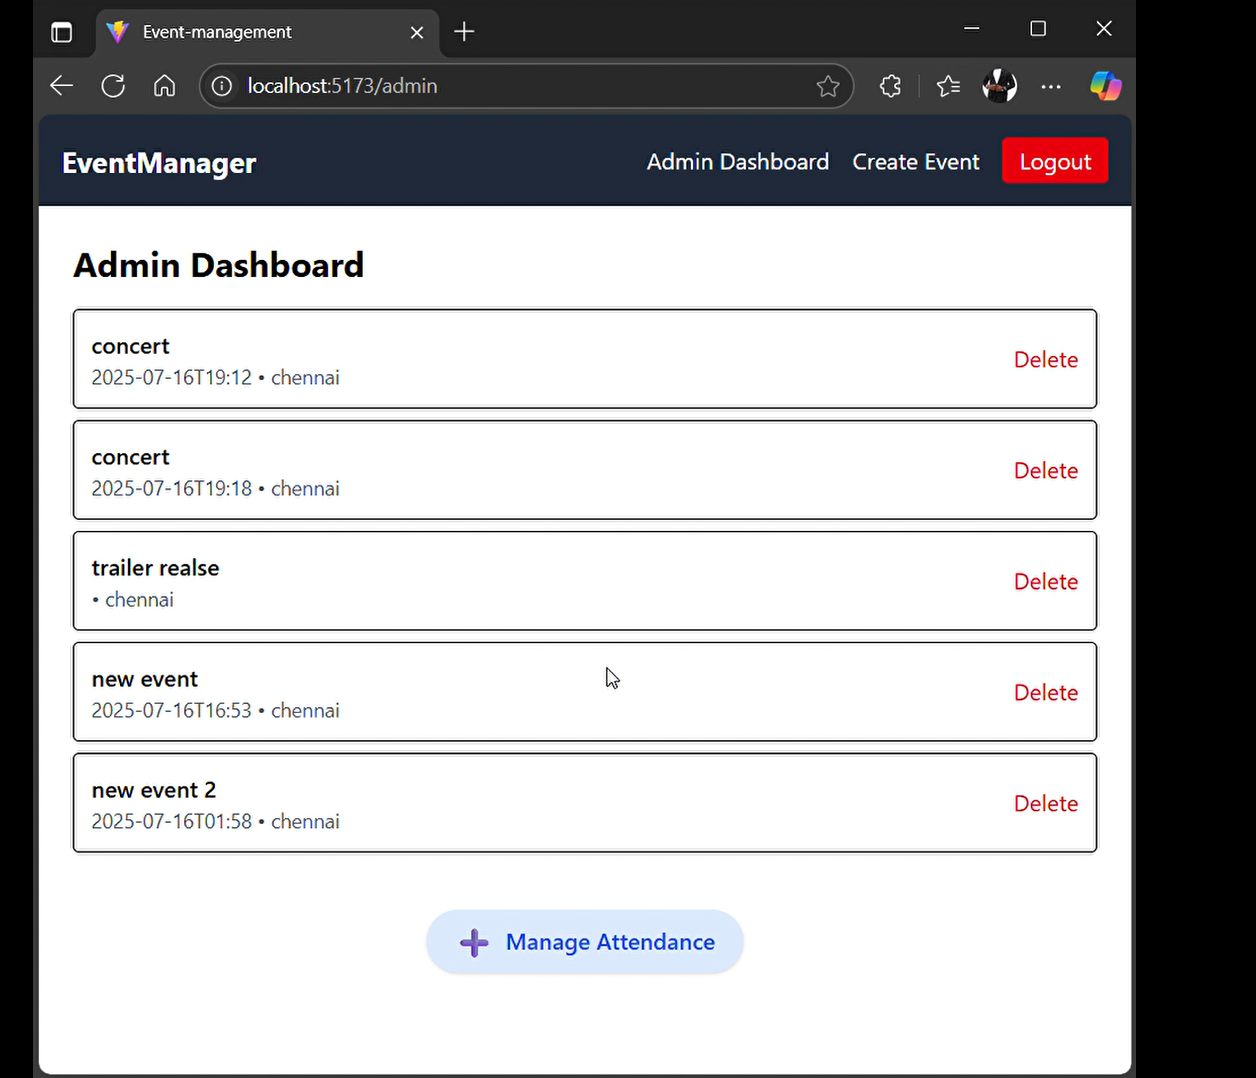 Event-management
localhost:5173/admin
EventManager
Admin Dashboard
Create Event
Logout
Admin Dashboard
concert
2025-07-16T19:12 • chennai
Delete
concert
2025-07-16T19:18 • chennai
Delete
trailer realse
• chennai
Delete
new event
2025-07-16T16:53 • chennai
Delete
new event 2
2025-07-16T01:58 • chennai
Delete
Manage Attendance